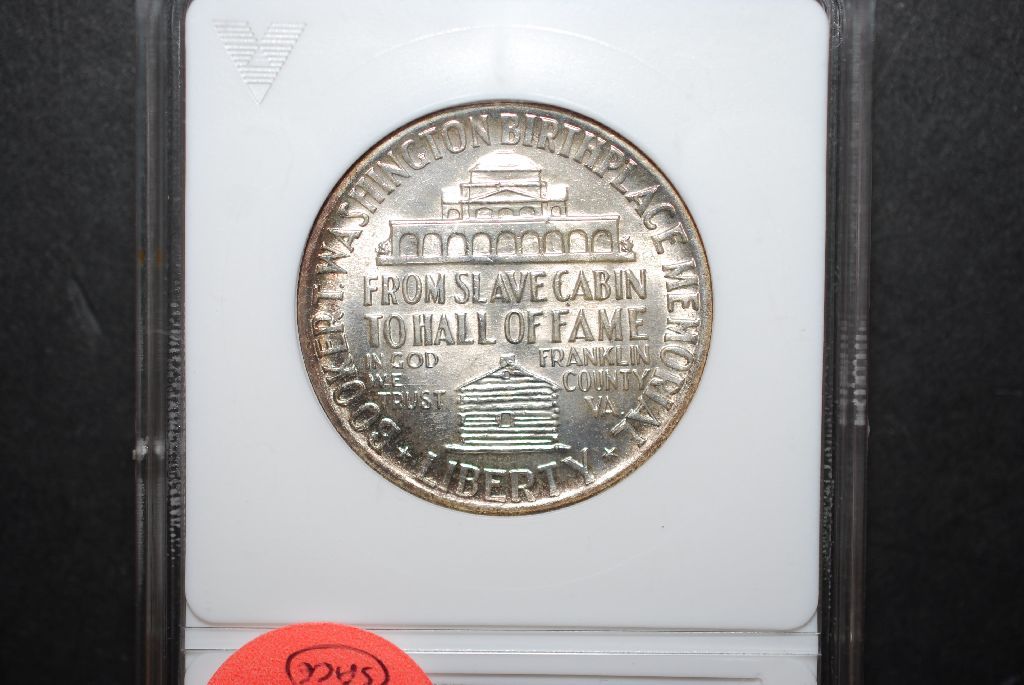 BOOKER T. WASHINGTON BIRTHPLACE MEMORIAL
FROM SLAVE CABIN
TO HALL OF FAME
IN GOD
WE
TRUST
FRANKLIN
COUNTY
VA.
LIBERTY